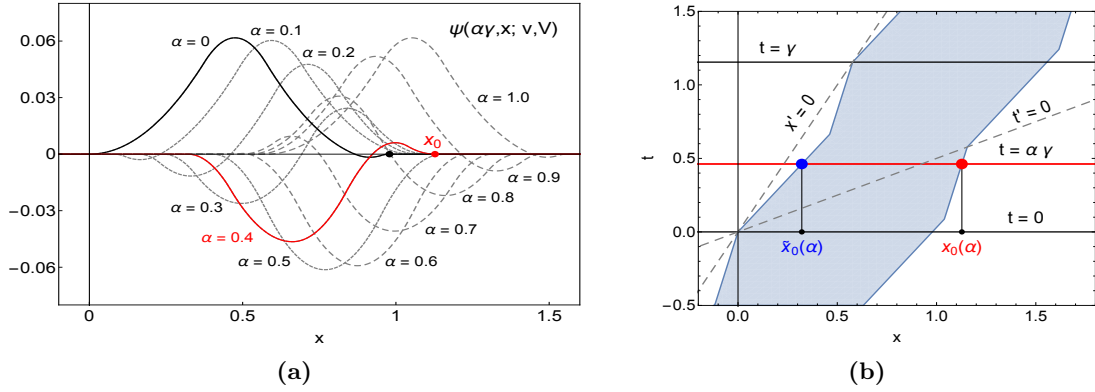 ψ(αγ,x; v,V)
0.06
0.03
0
−0.03
−0.06
α = 0
α = 0.1
α = 0.2
α = 1.0
x₀
α = 0.9
α = 0.8
α = 0.3
α = 0.7
α = 0.4
α = 0.5
α = 0.6
0
0.5
1
1.5
x
(a)
1.5
1.0
0.5
0.0
−0.5
t
t = γ
x' = 0
t' = 0
t = α γ
t = 0
x̃₀(α)
x₀(α)
0.0
0.5
1.0
1.5
x
(b)